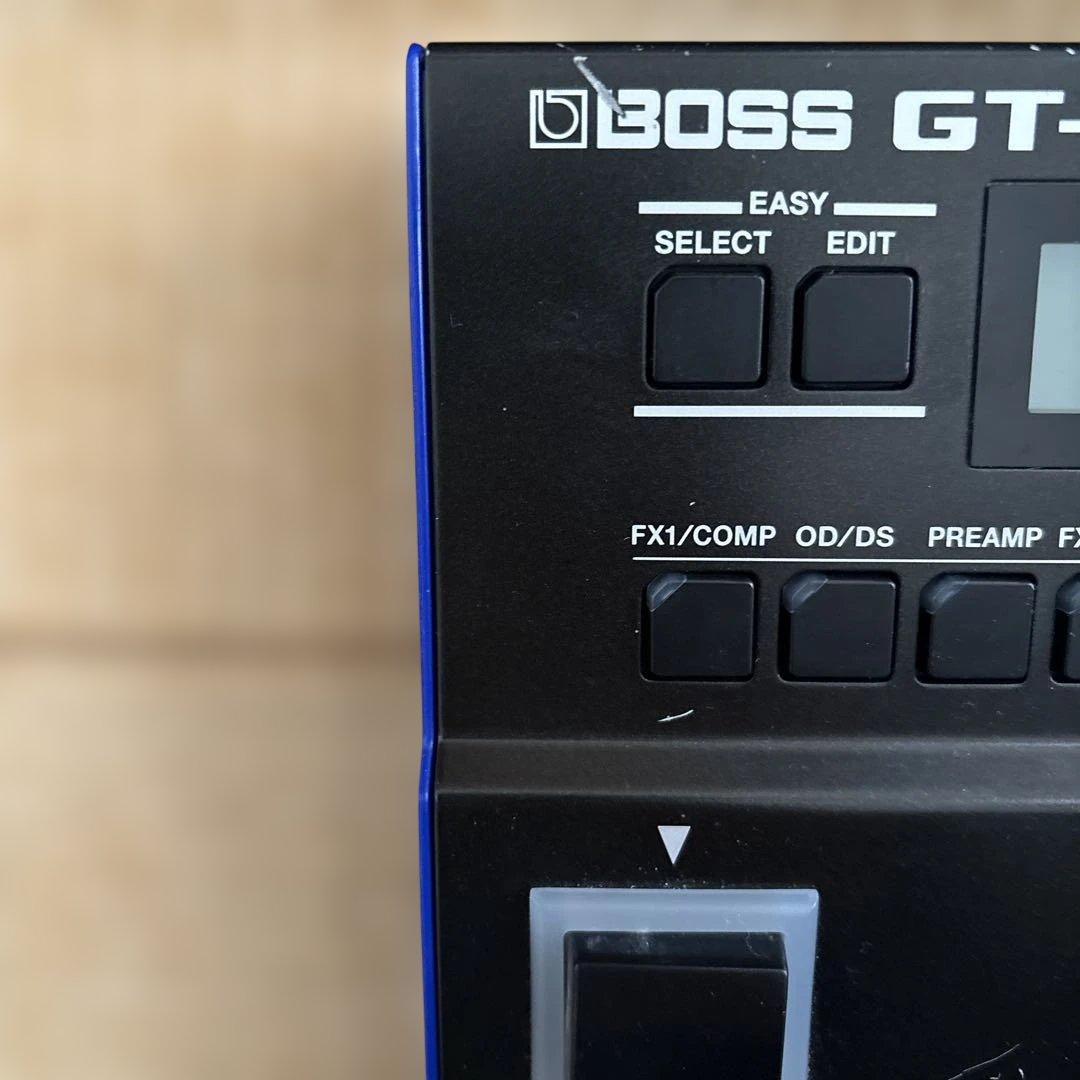 BOSS GT-
EASY
SELECT EDIT
FX1/COMP OD/DS PREAMP FX